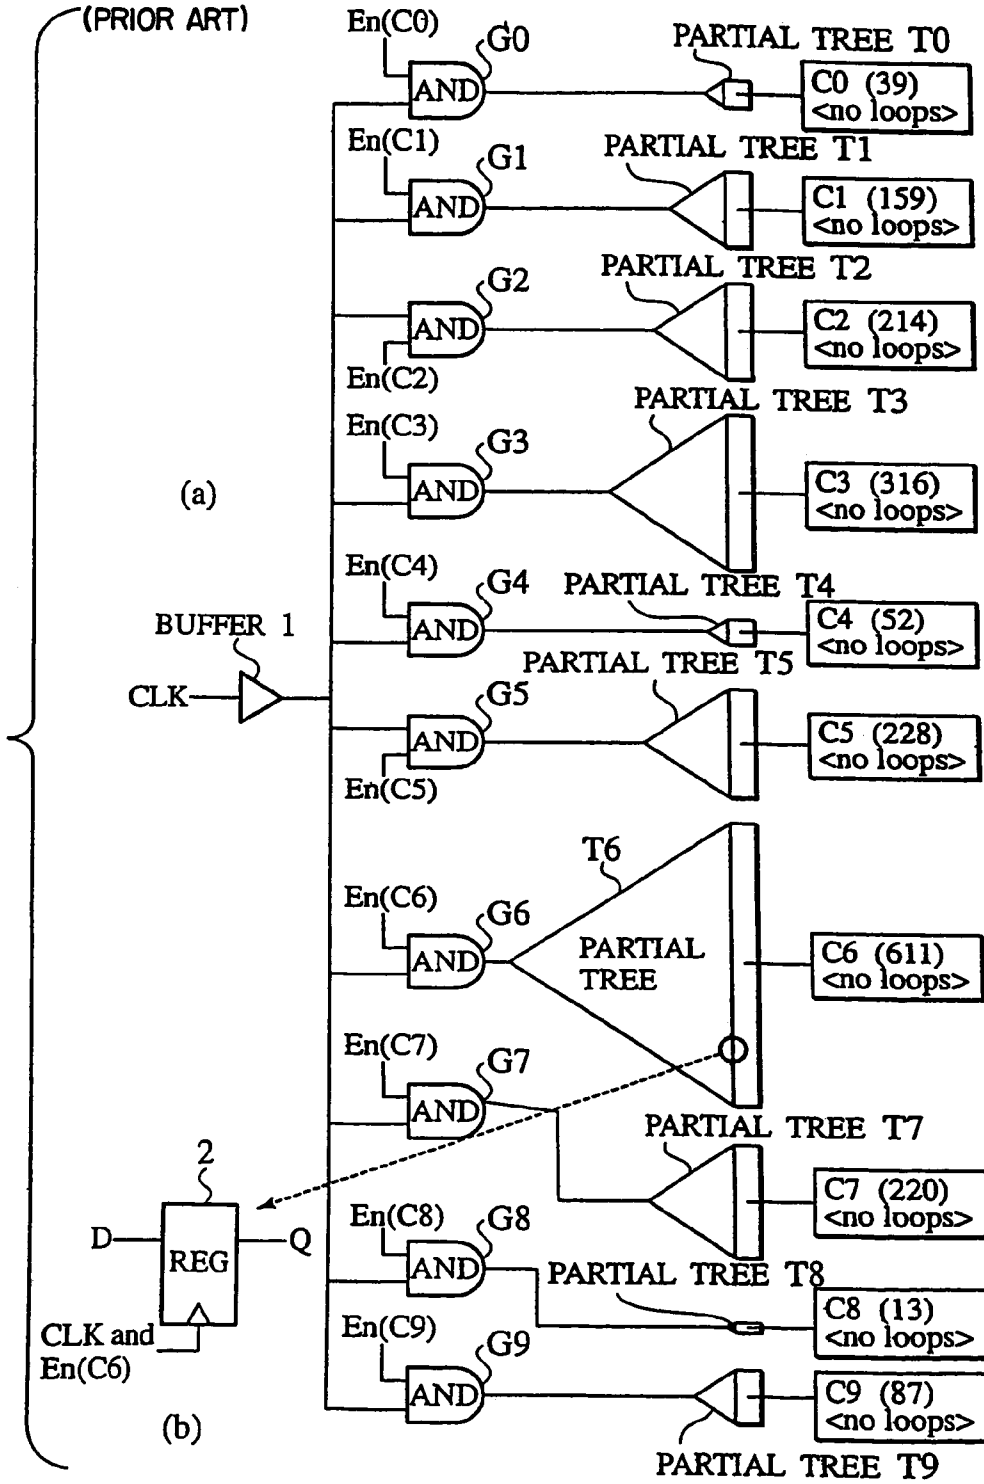 (PRIOR ART)
En(C0)
G0
AND
PARTIAL TREE T0
C0 (39)
<no loops>
En(C1)
G1
AND
PARTIAL TREE T1
C1 (159)
<no loops>
G2
AND
En(C2)
PARTIAL TREE T2
C2 (214)
<no loops>
En(C3)
G3
AND
PARTIAL TREE T3
C3 (316)
<no loops>
(a)
En(C4)
G4
AND
PARTIAL TREE T4
C4 (52)
<no loops>
BUFFER 1
CLK
G5
AND
En(C5)
PARTIAL TREE T5
C5 (228)
<no loops>
En(C6)
G6
AND
T6
PARTIAL
TREE
C6 (611)
<no loops>
En(C7)
G7
AND
PARTIAL TREE T7
C7 (220)
<no loops>
2
D
REG
Q
CLK and
En(C6)
(b)
En(C8)
G8
AND
PARTIAL TREE T8
C8 (13)
<no loops>
En(C9)
G9
AND
C9 (87)
<no loops>
PARTIAL TREE T9